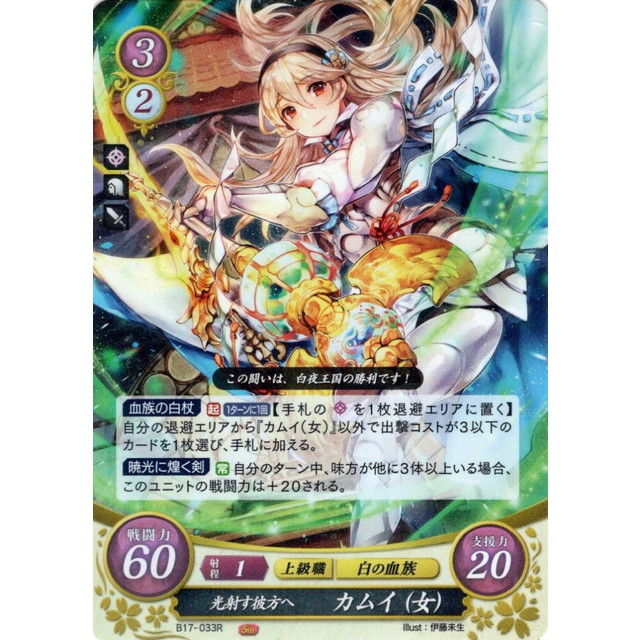 3
2
この闘いは、白夜王国の勝利です！
血族の白杖 起 1ターンに1回 【手札の を1枚退避エリアに置く】
自分の退避エリアから『カムイ(女)』以外で出撃コストが3以下の
カードを1枚選び、手札に加える。
暁光に煌く剣 常 自分のターン中、味方が他に3体以上いる場合、
このユニットの戦闘力は＋20される。
戦闘力
60
射程 1
上級職
白の血族
支援力
20
光射す彼方へ カムイ(女)
B17-033R
Illust：伊藤未生